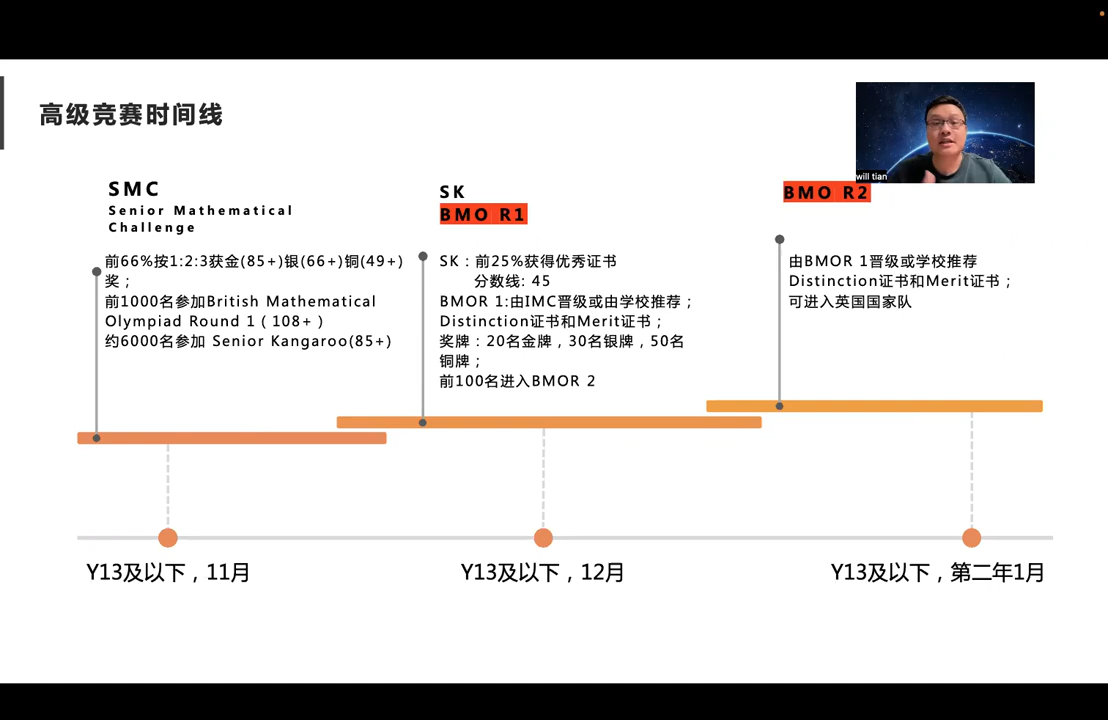 高级竞赛时间线
will tian
SMC
Senior Mathematical
Challenge
前66%按1:2:3获金(85+)银(66+)铜(49+)
奖；
前1000名参加British Mathematical
Olympiad Round 1（108+）
约6000名参加 Senior Kangaroo(85+)
SK
BMO R1
SK：前25%获得优秀证书
分数线: 45
BMOR 1:由IMC晋级或由学校推荐；
Distinction证书和Merit证书；
奖牌：20名金牌，30名银牌，50名
铜牌；
前100名进入BMOR 2
BMO R2
由BMOR 1晋级或学校推荐
Distinction证书和Merit证书；
可进入英国国家队
Y13及以下，11月
Y13及以下，12月
Y13及以下，第二年1月